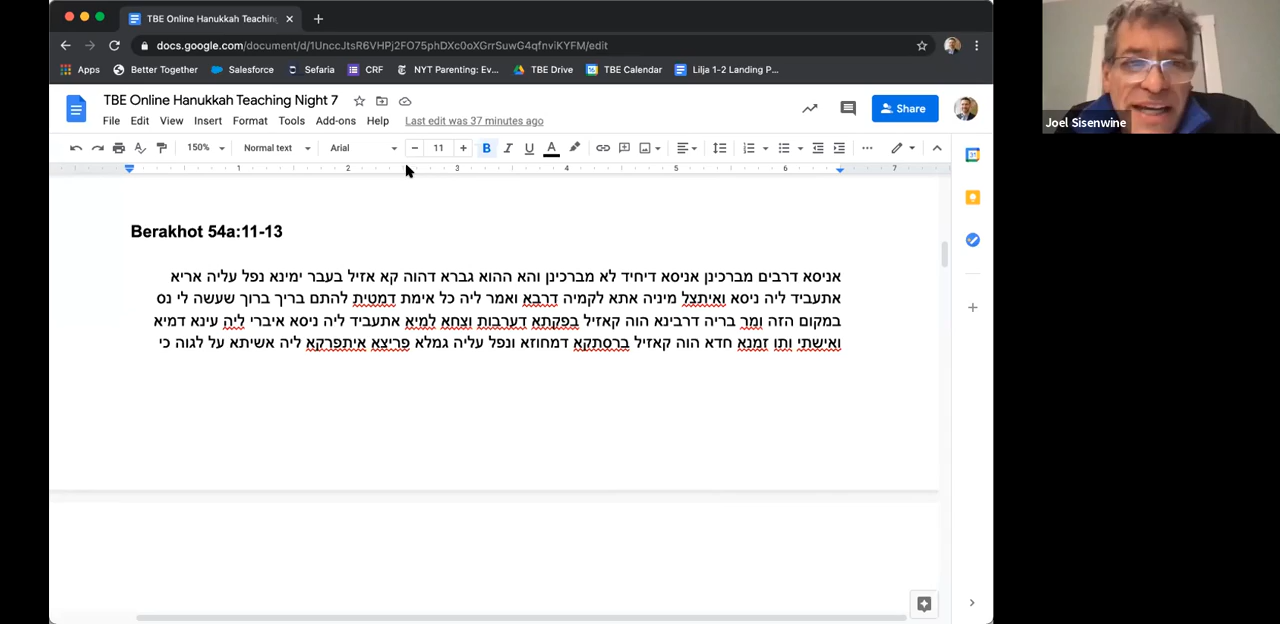 TBE Online Hanukkah Teaching
docs.google.com/document/d/1UnccJtsR6VHPj2FO75phDXc0oXGrrSuwG4qfnviKYFM/edit
Apps Better Together Salesforce Sefaria CRF NYT Parenting: Ev... TBE Drive TBE Calendar Lilja 1-2 Landing P...
TBE Online Hanukkah Teaching Night 7
Share
File Edit View Insert Format Tools Add-ons Help Last edit was 37 minutes ago
150% Normal text Arial 11 B I U A
1 2 3 4 5 6 7
Berakhot 54a:11-13
אניסא דרבים מברכינן אניסא דיחיד לא מברכינן והא ההוא גברא דהוה קא אזיל בעבר ימינא נפל עליה אריא
אתעביד ליה ניסא ואיתצל מיניה אתא לקמיה דרבא ואמר ליה כל אימת דמטית להתם בריך ברוך שעשה לי נס
במקום הזה ומר בריה דרבינא הוה קאזיל בפקתא דערבות וצחא למיא אתעביד ליה ניסא איברי ליה עינא דמיא
ואישתי ותו זמנא חדא הוה קאזיל ברסתקא דמחוזא ונפל עליה גמלא פריצא איתפרקא ליה אשיתא על לגוה כי
Joel Sisenwine